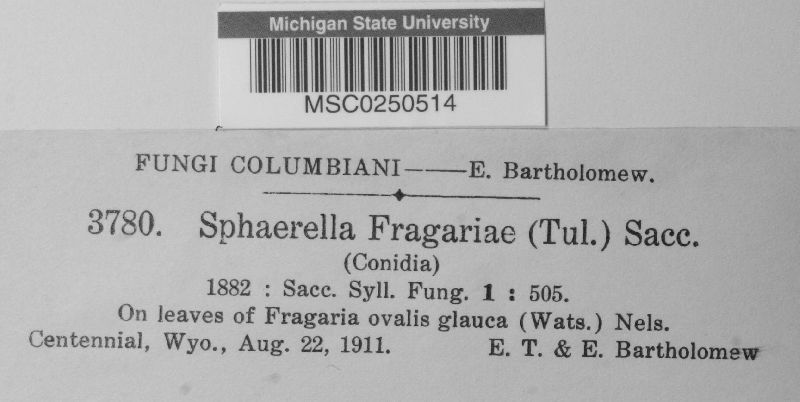 Michigan State University
MSC0250514
FUNGI COLUMBIANI——E. Bartholomew.
3780. Sphaerella Fragariae (Tul.) Sacc.
(Conidia)
1882 : Sacc. Syll. Fung. 1 : 505.
On leaves of Fragaria ovalis glauca (Wats.) Nels.
Centennial, Wyo., Aug. 22, 1911. E. T. & E. Bartholomew